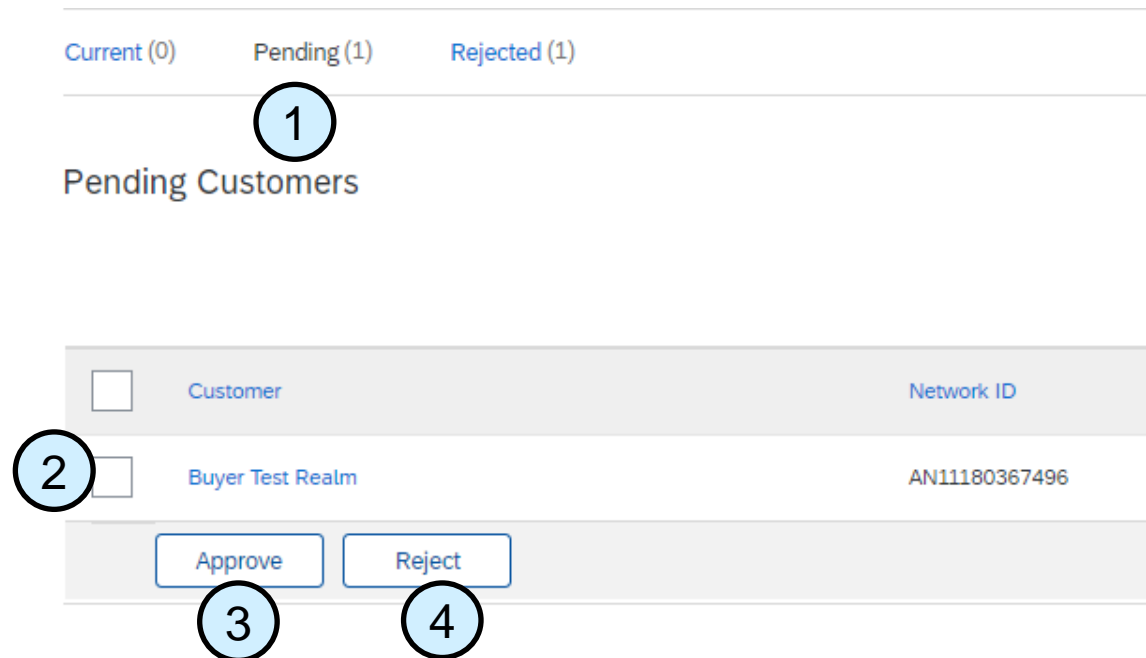 Current (0) Pending (1) Rejected (1)
1
Pending Customers
Customer Network ID
2 Buyer Test Realm AN11180367496
Approve Reject
3 4